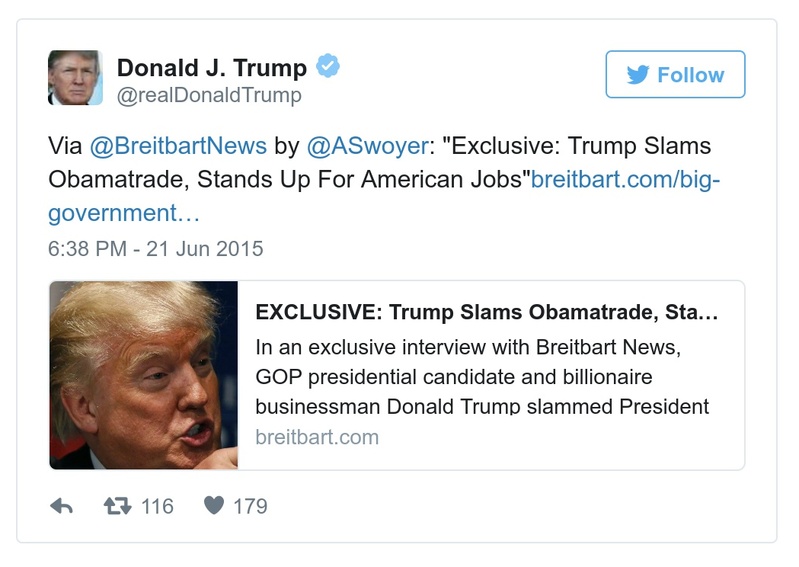 Donald J. Trump
@realDonaldTrump
Follow
Via @BreitbartNews by @ASwoyer: "Exclusive: Trump Slams
Obamatrade, Stands Up For American Jobs"breitbart.com/big-
government…
6:38 PM - 21 Jun 2015
EXCLUSIVE: Trump Slams Obamatrade, Sta…
In an exclusive interview with Breitbart News,
GOP presidential candidate and billionaire
businessman Donald Trump slammed President
breitbart.com
116 179